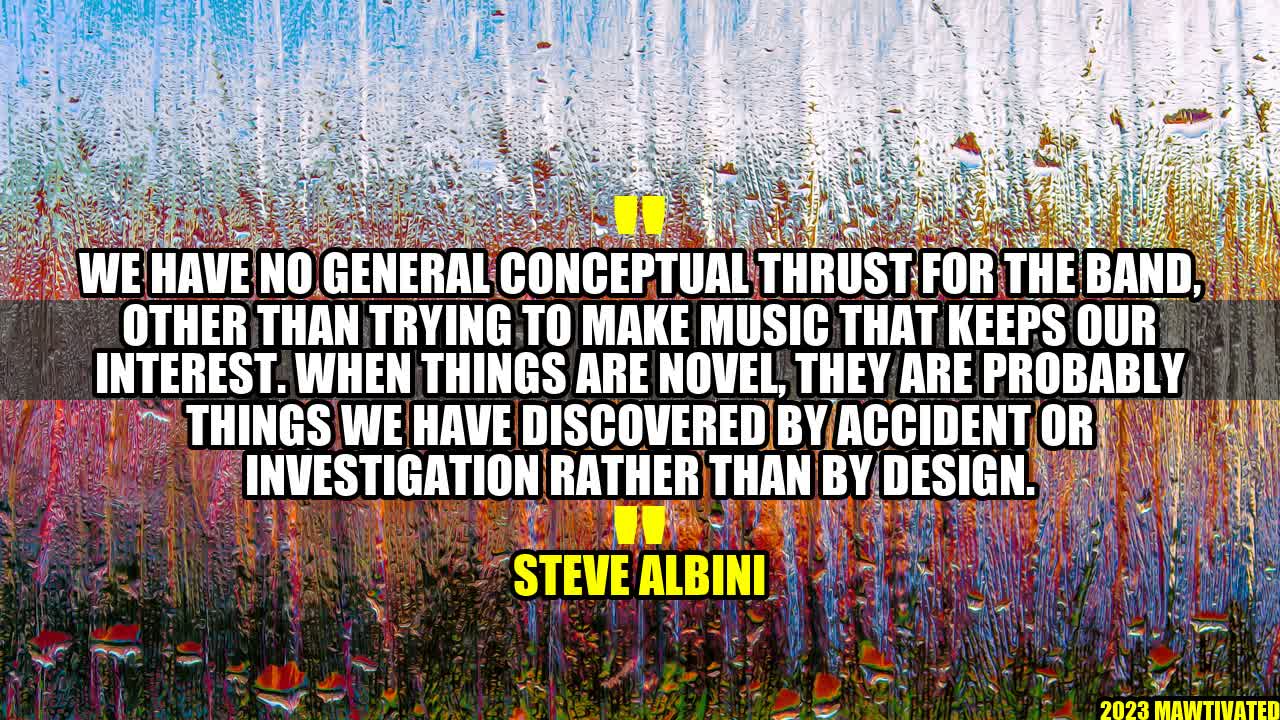 "
WE HAVE NO GENERAL CONCEPTUAL THRUST FOR THE BAND,
OTHER THAN TRYING TO MAKE MUSIC THAT KEEPS OUR
INTEREST. WHEN THINGS ARE NOVEL, THEY ARE PROBABLY
THINGS WE HAVE DISCOVERED BY ACCIDENT OR
INVESTIGATION RATHER THAN BY DESIGN.
"
STEVE ALBINI
2023 MAWTIVATED